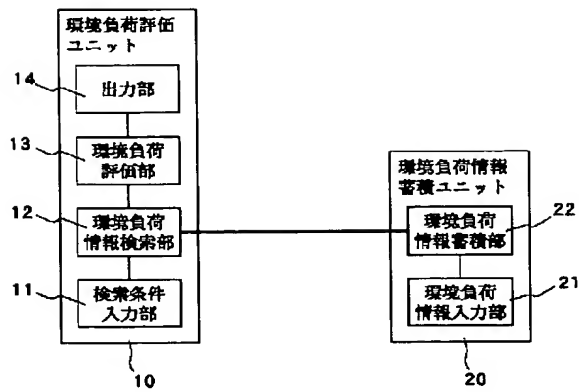 環境負荷評価
ユニット
14
出力部
13
環境負荷
評価部
12
環境負荷
情報検索部
11
検索条件
入力部
10
環境負荷情報
蓄積ユニット
環境負荷
情報蓄積部
22
環境負荷
情報入力部
21
20